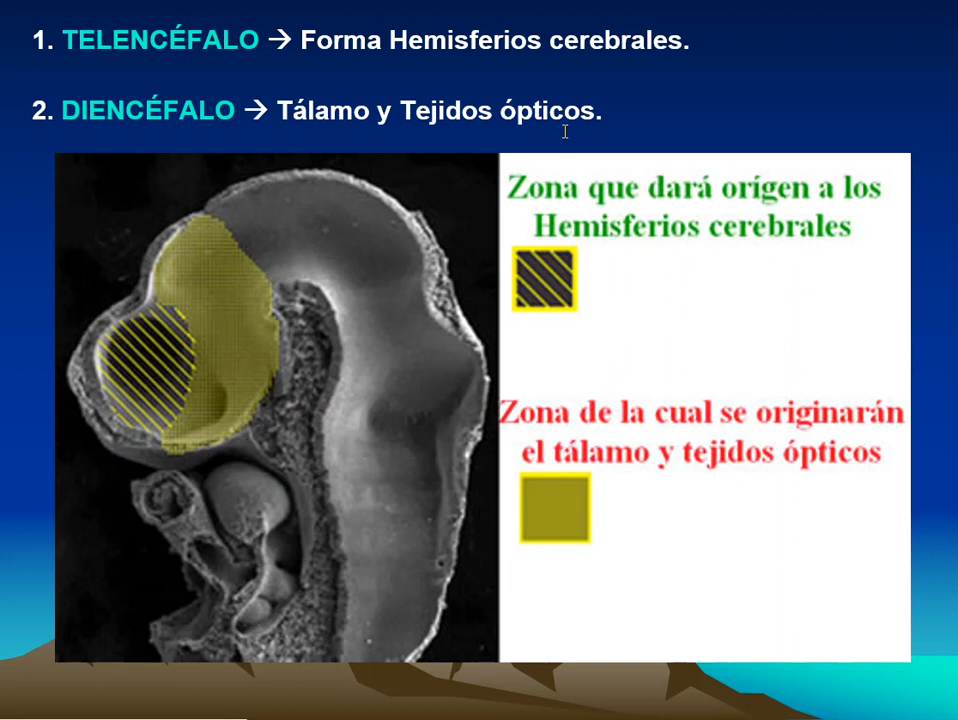 1. TELENCÉFALO → Forma Hemisferios cerebrales.
2. DIENCÉFALO → Tálamo y Tejidos ópticos.
Zona que dará orígen a los
Hemisferios cerebrales
Zona de la cual se originarán
el tálamo y tejidos ópticos